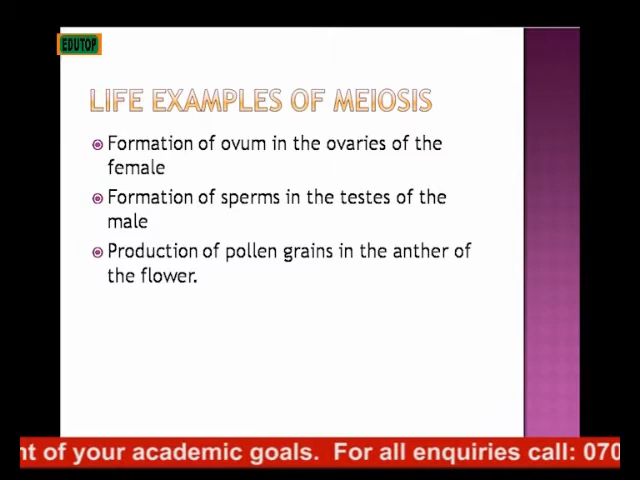 EDUTOP
LIFE EXAMPLES OF MEIOSIS
Formation of ovum in the ovaries of the
female
Formation of sperms in the testes of the
male
Production of pollen grains in the anther of
the flower.
of your academic goals. For all enquiries call: 070